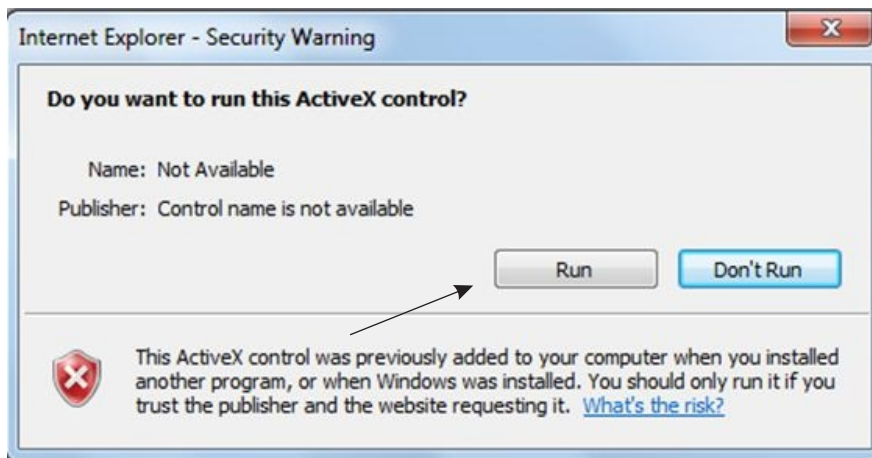 Internet Explorer - Security Warning
Do you want to run this ActiveX control?
Name: Not Available
Publisher: Control name is not available
Run Don't Run
This ActiveX control was previously added to your computer when you installed
another program, or when Windows was installed. You should only run it if you
trust the publisher and the website requesting it. What's the risk?